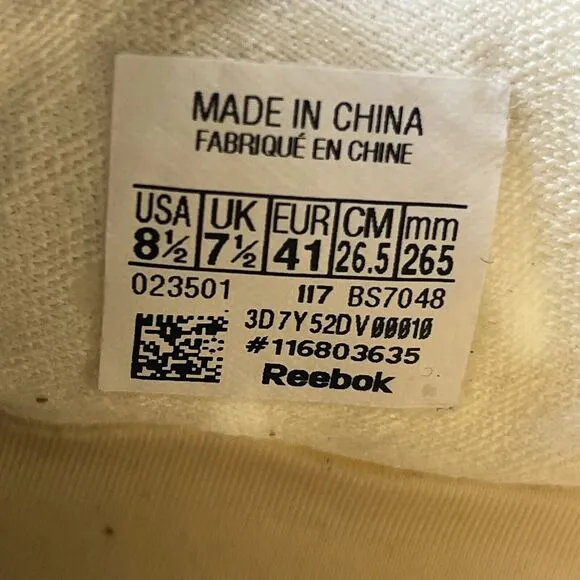 MADE IN CHINA
FABRIQUÉ EN CHINE
USA UK EUR CM mm
8½ 7½ 41 26.5 265
023501 117 BS7048
3D7Y52DV00010
#116803635
Reebok